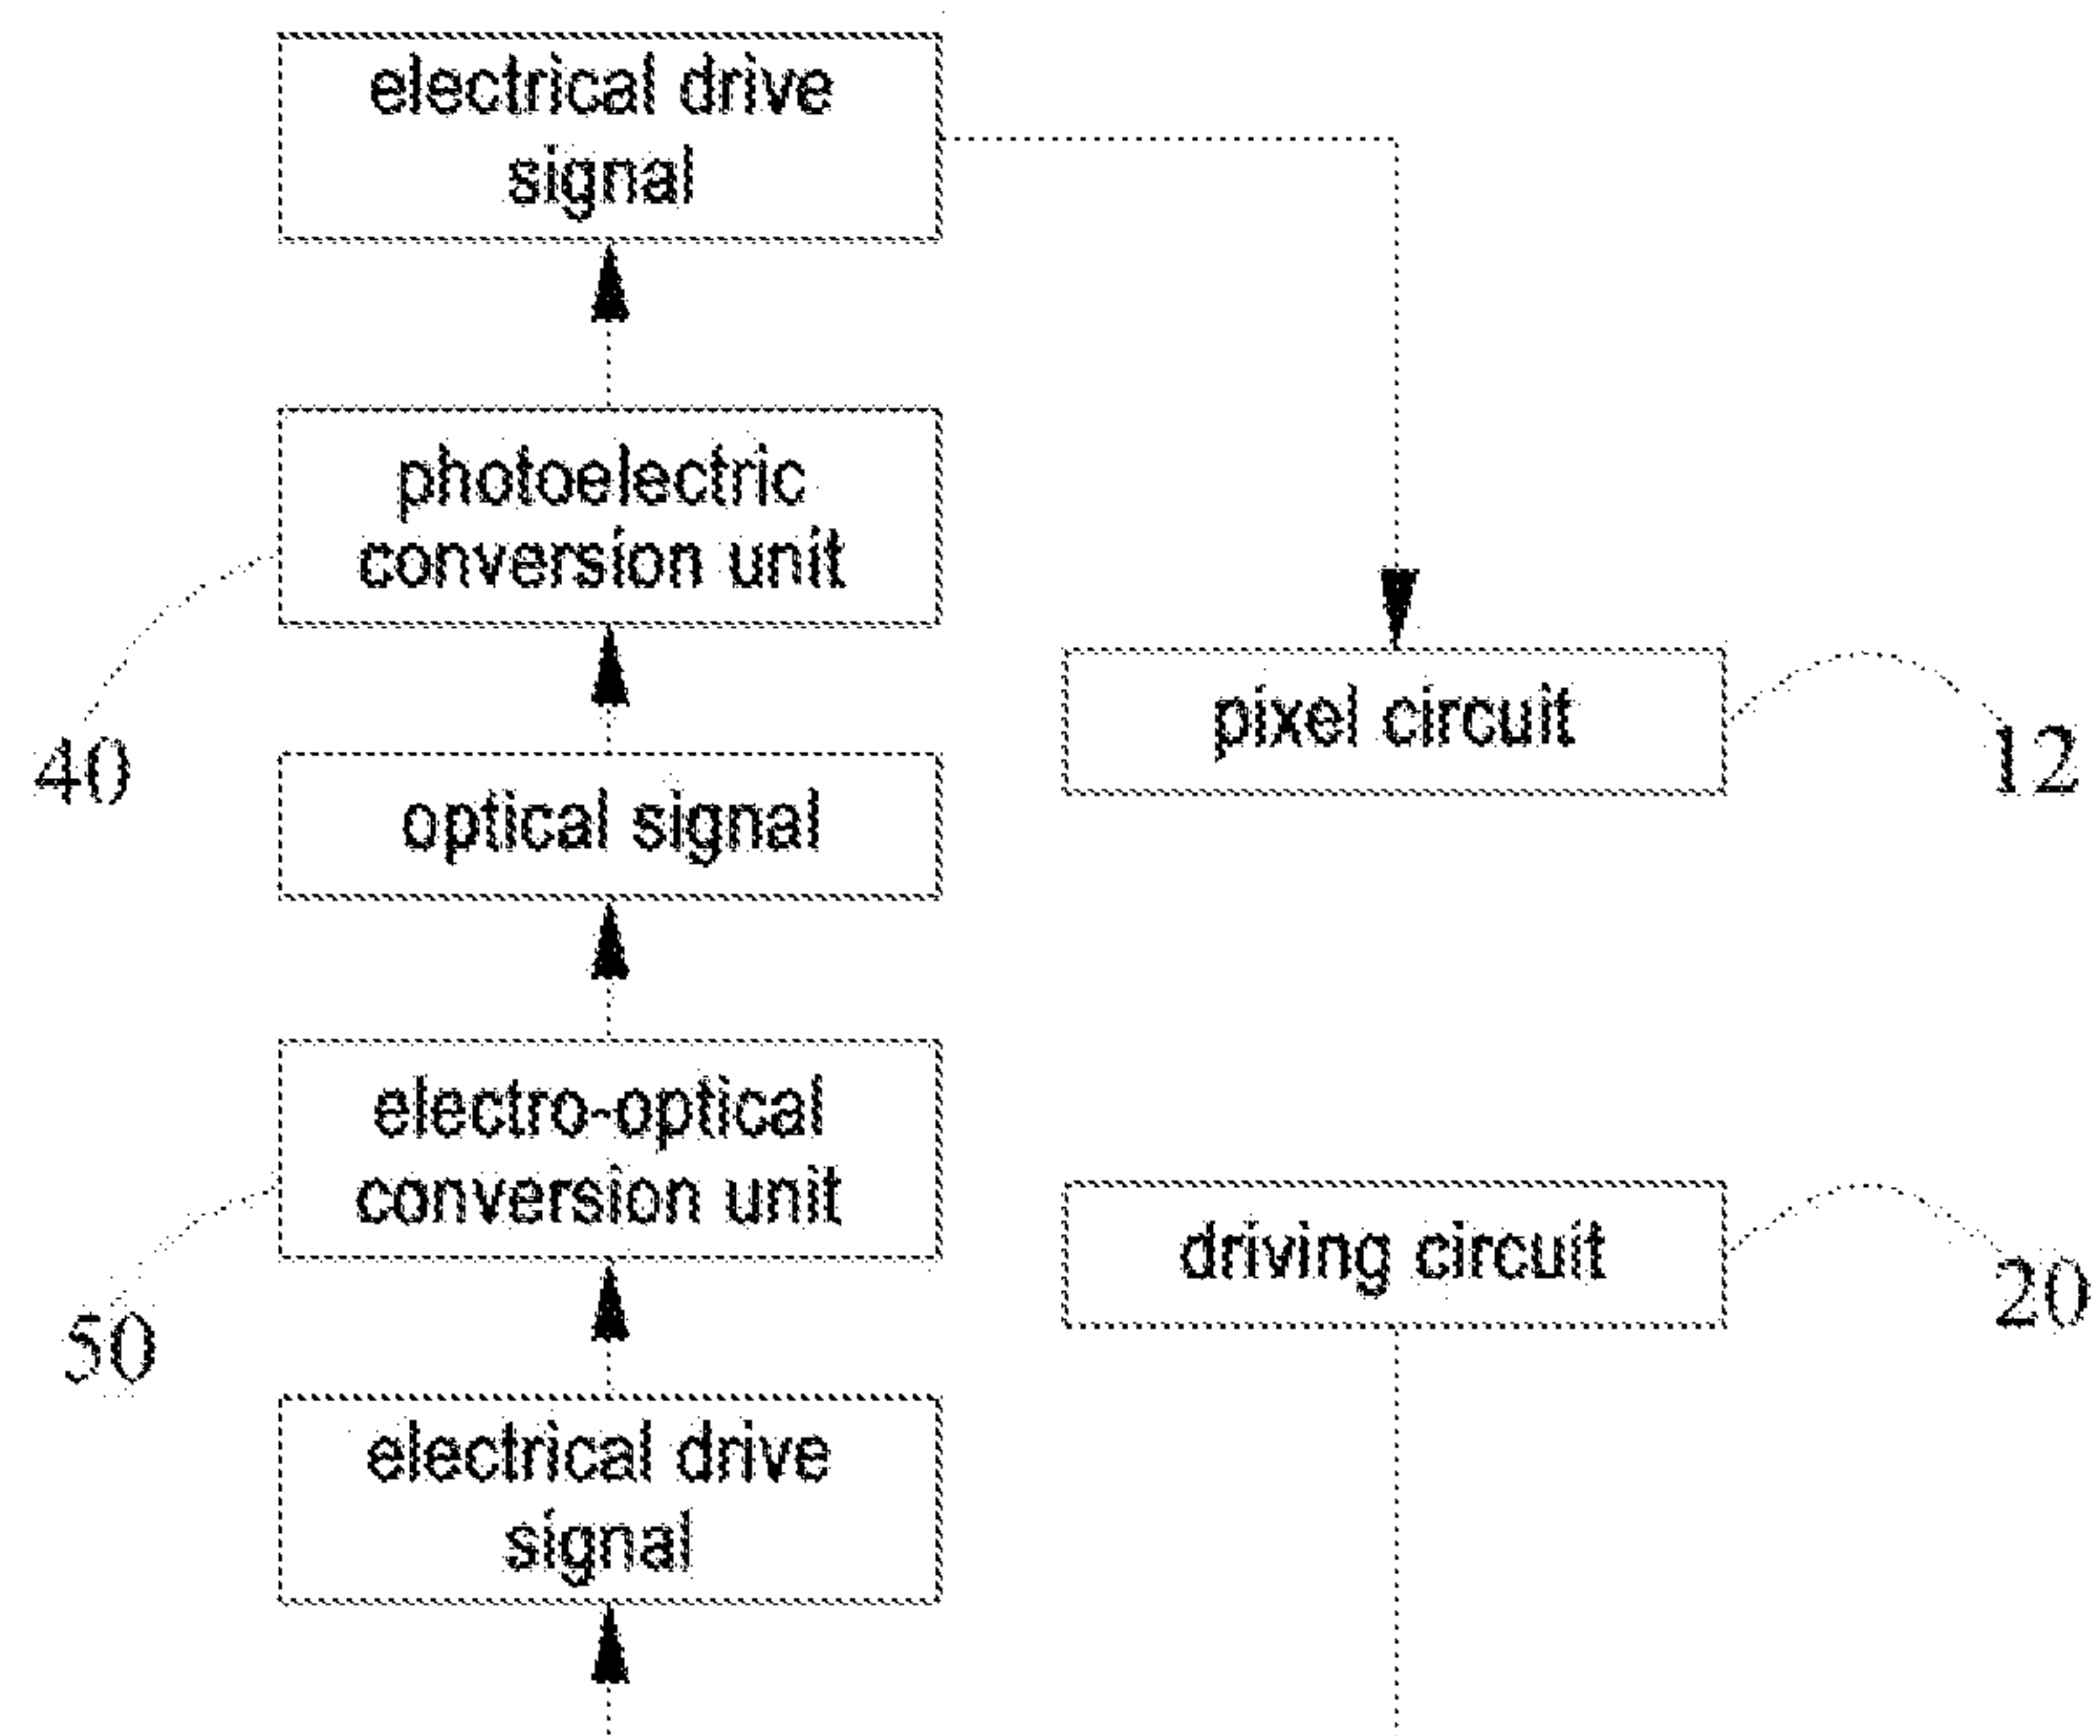 electrical drive
signal
photoelectric
conversion unit
40
pixel circuit
12
optical signal
electro-optical
conversion unit
50
driving circuit
20
electrical drive
signal